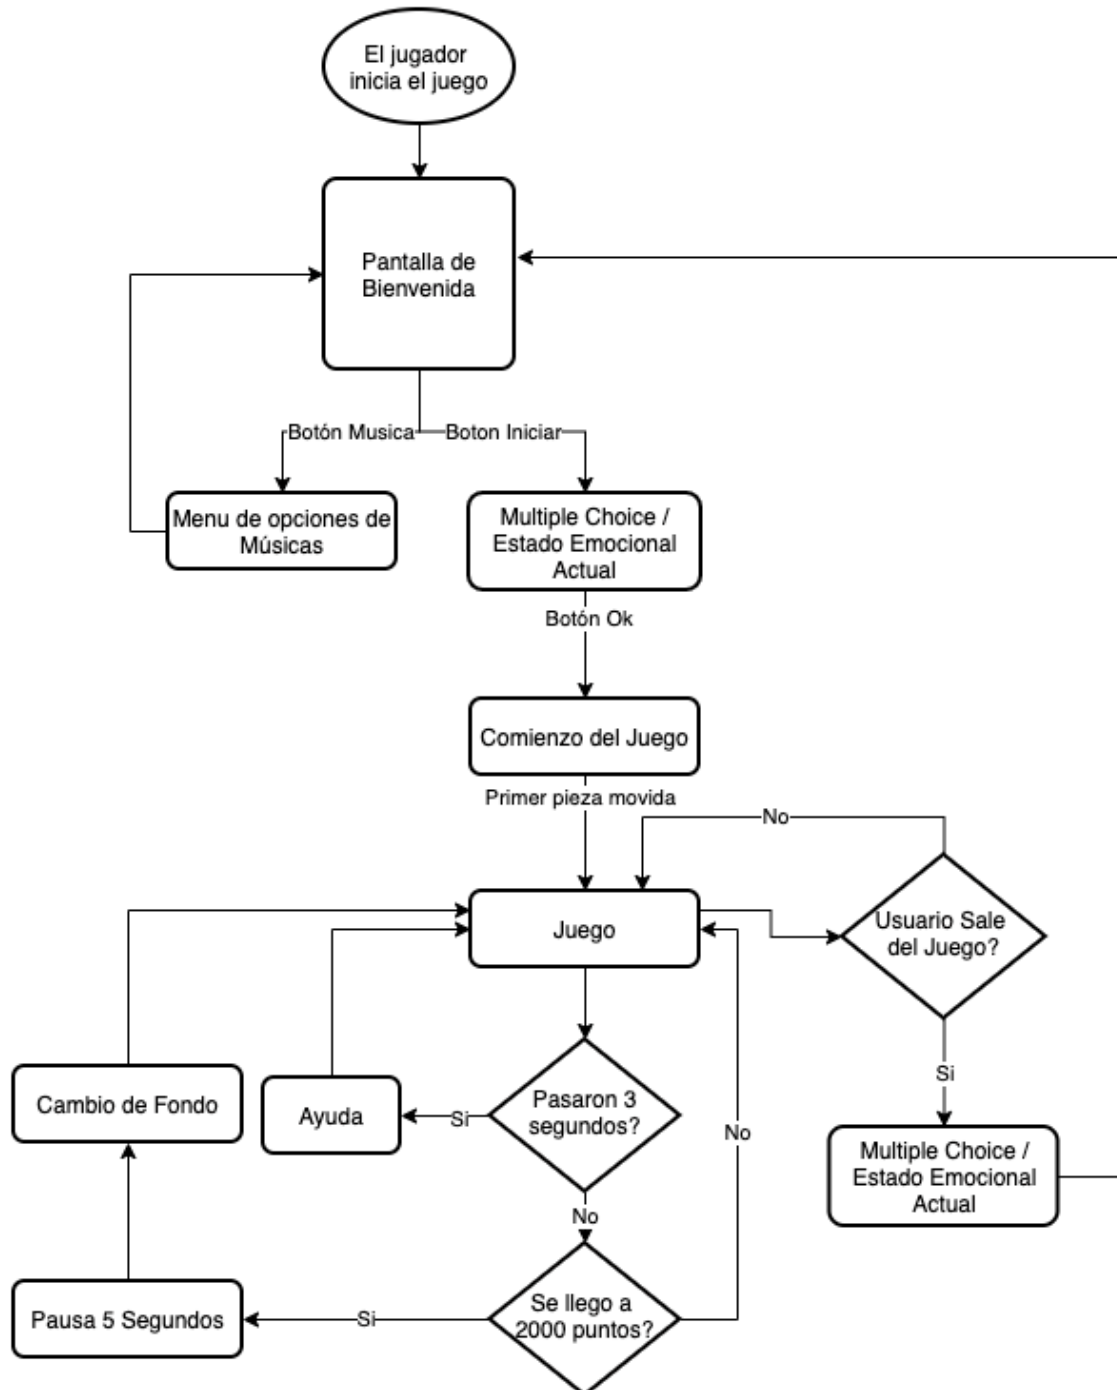 El jugador
inicia el juego
Pantalla de
Bienvenida
Botón Musica
Boton Iniciar
Menu de opciones de
Músicas
Multiple Choice /
Estado Emocional
Actual
Botón Ok
Comienzo del Juego
Primer pieza movida
No
Juego
Usuario Sale
del Juego?
Si
Cambio de Fondo
Ayuda
Si
Pasaron 3
segundos?
No
Multiple Choice /
Estado Emocional
Actual
No
Pausa 5 Segundos
Si
Se llego a
2000 puntos?